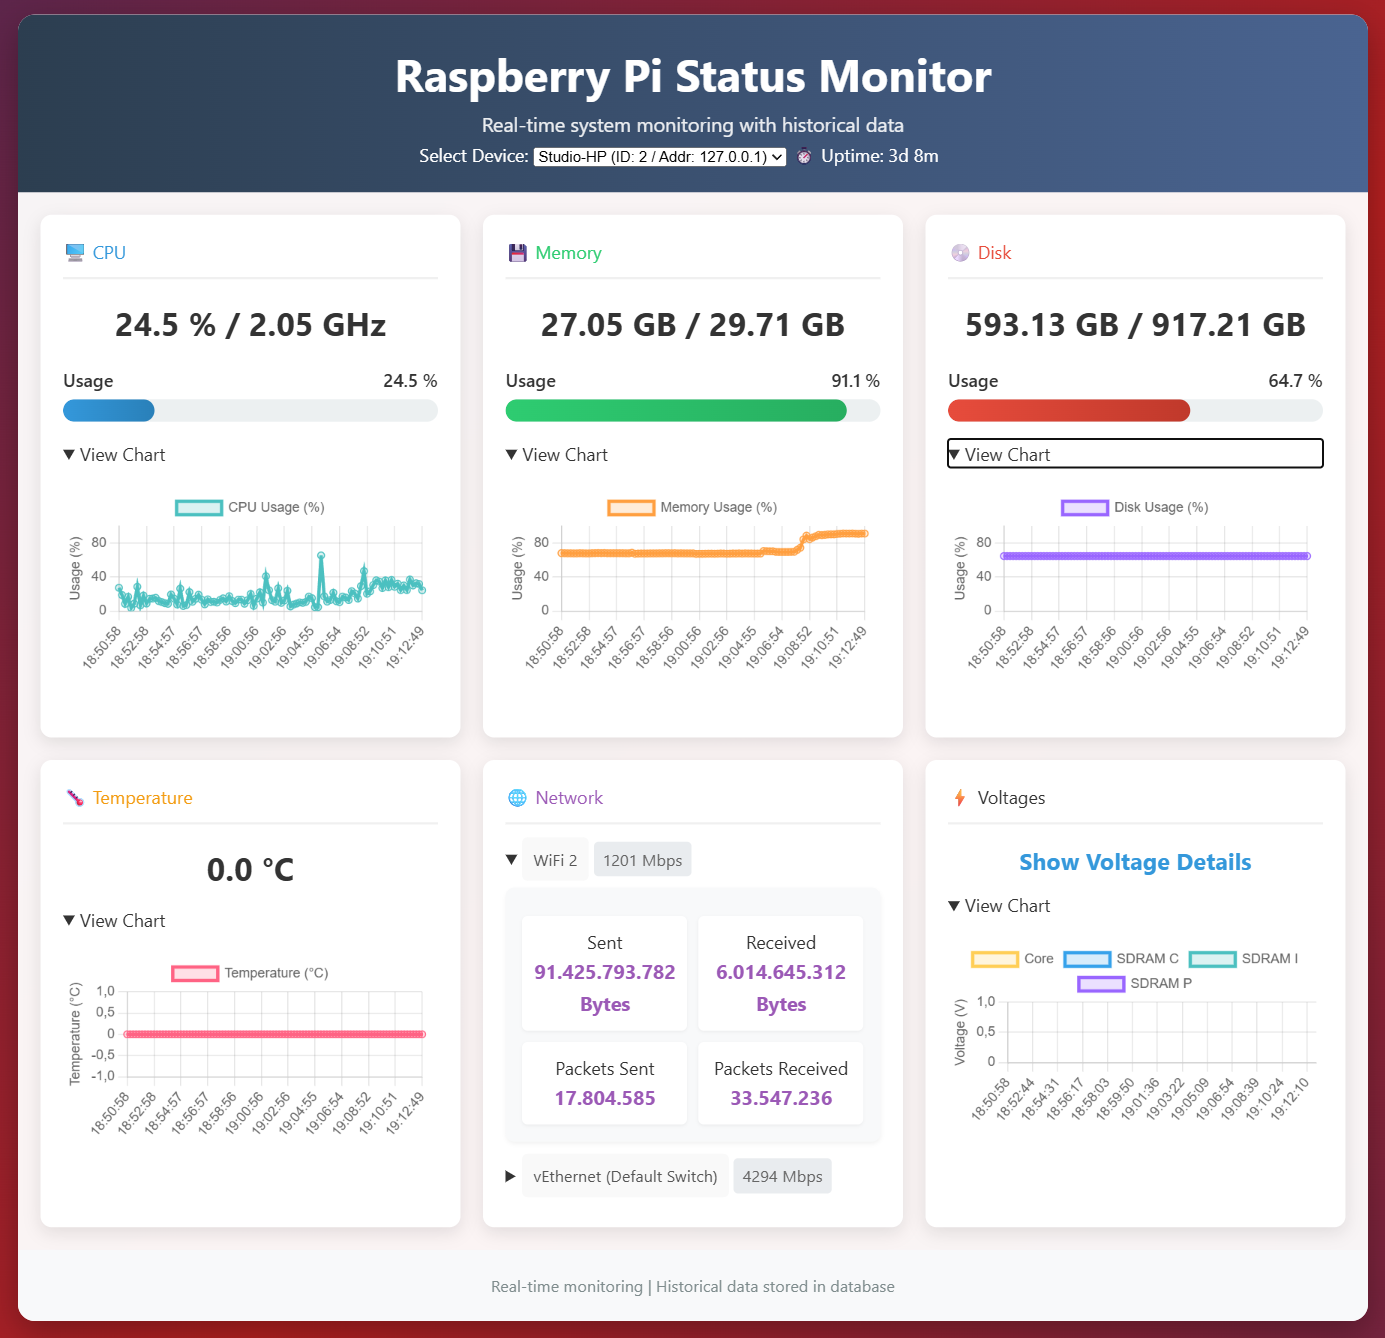 Raspberry Pi Status Monitor
Real-time system monitoring with historical data
Select Device: Studio-HP (ID: 2 / Addr: 127.0.0.1) Uptime: 3d 8m
CPU
24.5 % / 2.05 GHz
Usage 24.5 %
▼ View Chart
CPU Usage (%)
Usage (%)
80
40
0
18:50:58 18:52:58 18:54:57 18:56:57 18:58:56 19:00:56 19:02:56 19:04:55 19:06:54 19:08:52 19:10:51 19:12:49
Memory
27.05 GB / 29.71 GB
Usage 91.1 %
▼ View Chart
Memory Usage (%)
Usage (%)
80
40
0
18:50:58 18:52:58 18:54:57 18:56:57 18:58:56 19:00:56 19:02:56 19:04:55 19:06:54 19:08:52 19:10:51 19:12:49
Disk
593.13 GB / 917.21 GB
Usage 64.7 %
▼ View Chart
Disk Usage (%)
Usage (%)
80
40
0
18:50:58 18:52:58 18:54:57 18:56:57 18:58:56 19:00:56 19:02:56 19:04:55 19:06:54 19:08:52 19:10:51 19:12:49
Temperature
0.0 °C
▼ View Chart
Temperature (°C)
Temperature (°C)
1,0
0,5
0
-0,5
-1,0
18:50:58 18:52:58 18:54:57 18:56:57 18:58:56 19:00:56 19:02:56 19:04:55 19:06:54 19:08:52 19:10:51 19:12:49
Network
▼ WiFi 2 1201 Mbps
Sent
91.425.793.782
Bytes
Received
6.014.645.312
Bytes
Packets Sent
17.804.585
Packets Received
33.547.236
▶ vEthernet (Default Switch) 4294 Mbps
Voltages
Show Voltage Details
▼ View Chart
Core SDRAM C SDRAM I
SDRAM P
Voltage (V)
1,0
0,5
0
18:50:58 18:52:44 18:54:31 18:56:17 18:58:03 18:59:50 19:01:36 19:03:22 19:05:09 19:06:54 19:08:39 19:10:24 19:12:10
Real-time monitoring | Historical data stored in database